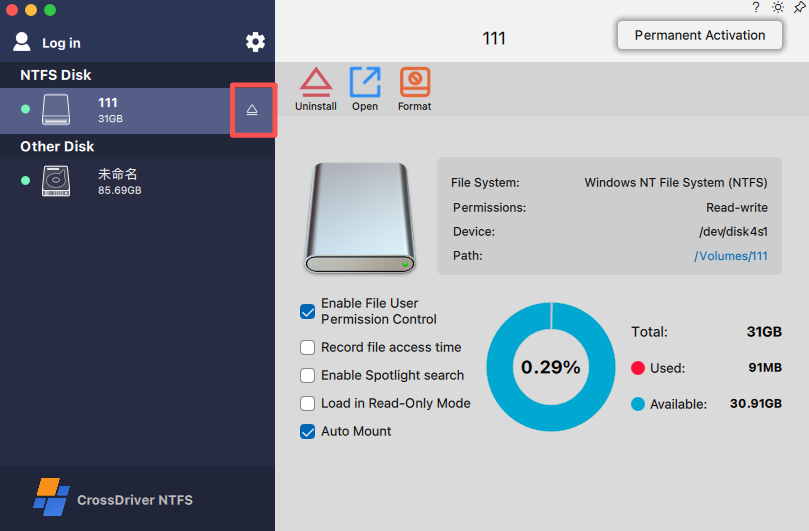 ?
Log in
111
Permanent Activation
NTFS Disk
111
31GB
Other Disk
未命名
85.69GB
CrossDriver NTFS
Uninstall Open Format
File System: Windows NT File System (NTFS)
Permissions: Read-write
Device: /dev/disk4s1
Path: /Volumes/111
Enable File User
Permission Control
Record file access time
Enable Spotlight search
Load in Read-Only Mode
Auto Mount
0.29%
Total: 31GB
Used: 91MB
Available: 30.91GB